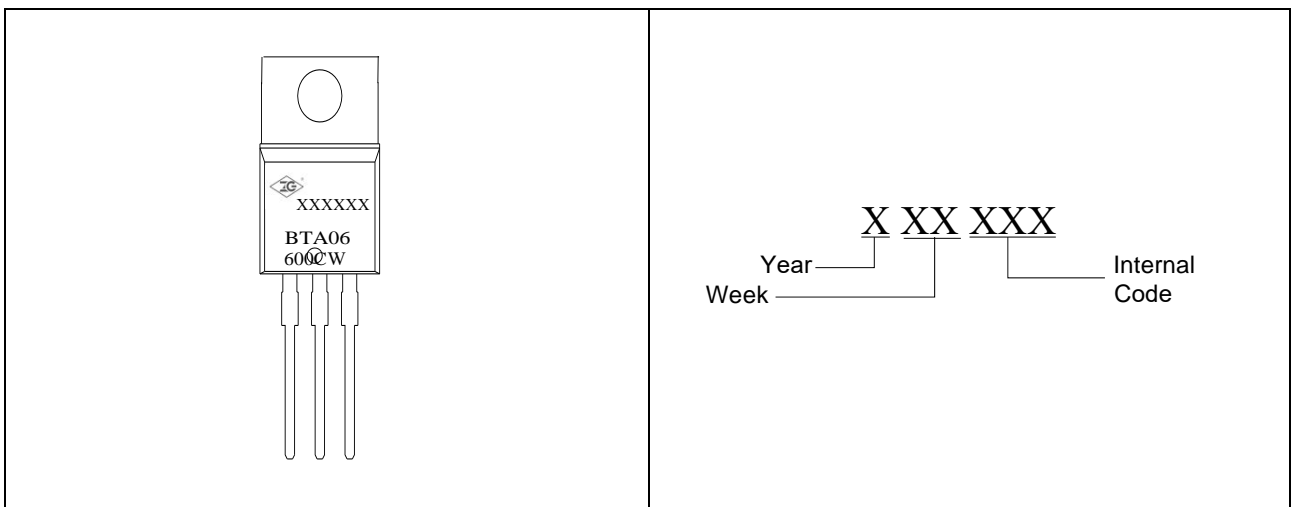 XXXXXX
BTA06
600CW
X XX XXX
Year
Week
Internal
Code